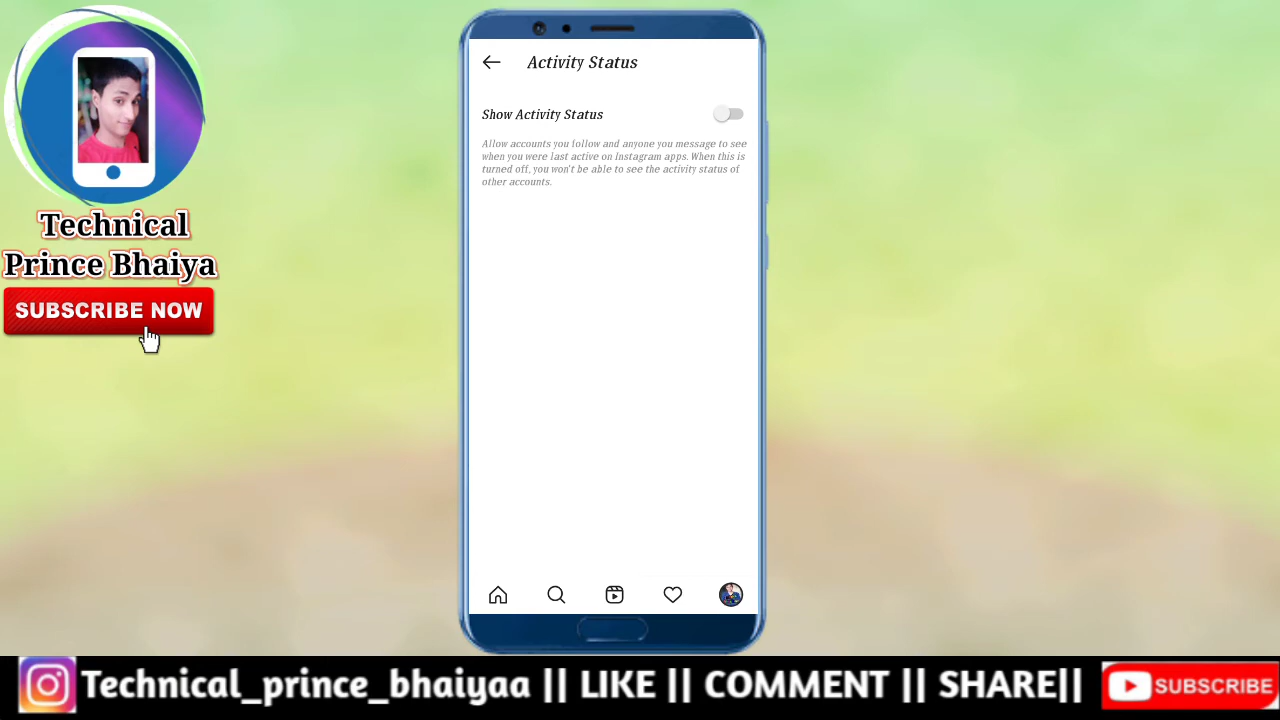 Activity Status
Show Activity Status
Allow accounts you follow and anyone you message to see
when you were last active on Instagram apps. When this is
turned off, you won't be able to see the activity status of
other accounts.
Technical
Prince Bhaiya
SUBSCRIBE NOW
Technical_prince_bhaiyaa || LIKE || COMMENT || SHARE||
SUBSCRIBE